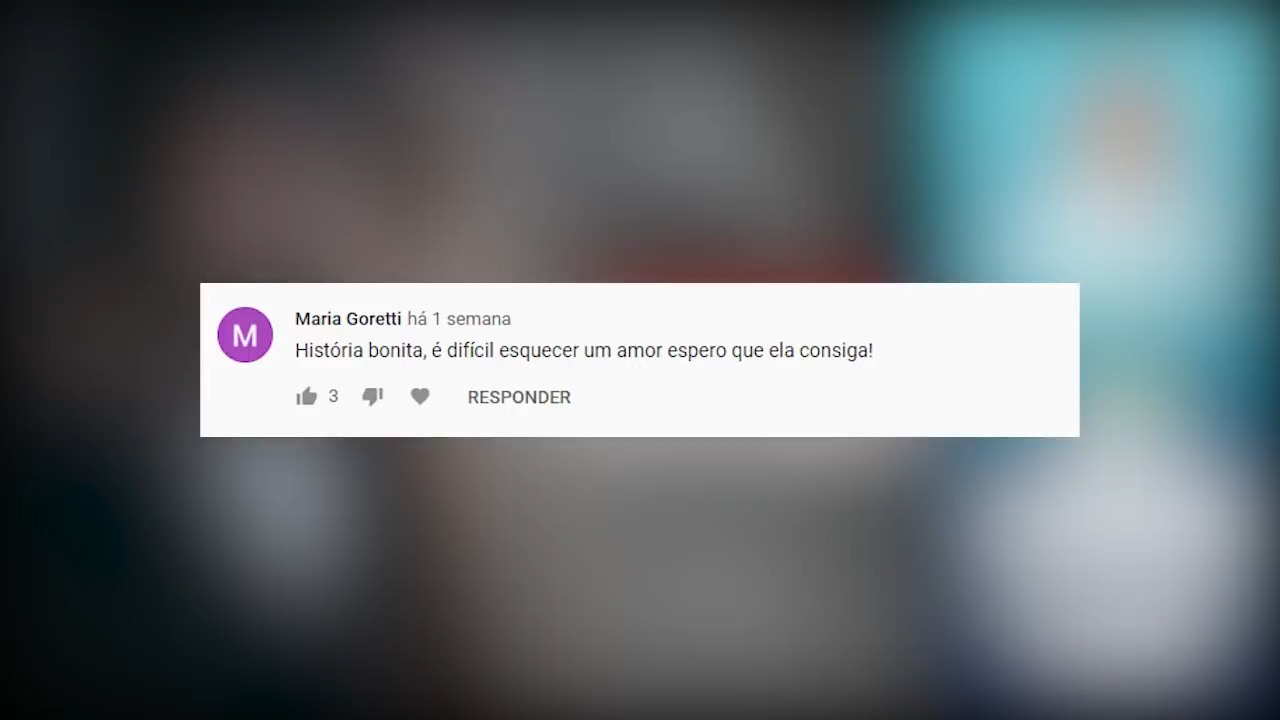 M
Maria Goretti há 1 semana
História bonita, é difícil esquecer um amor espero que ela consiga!
3 RESPONDER